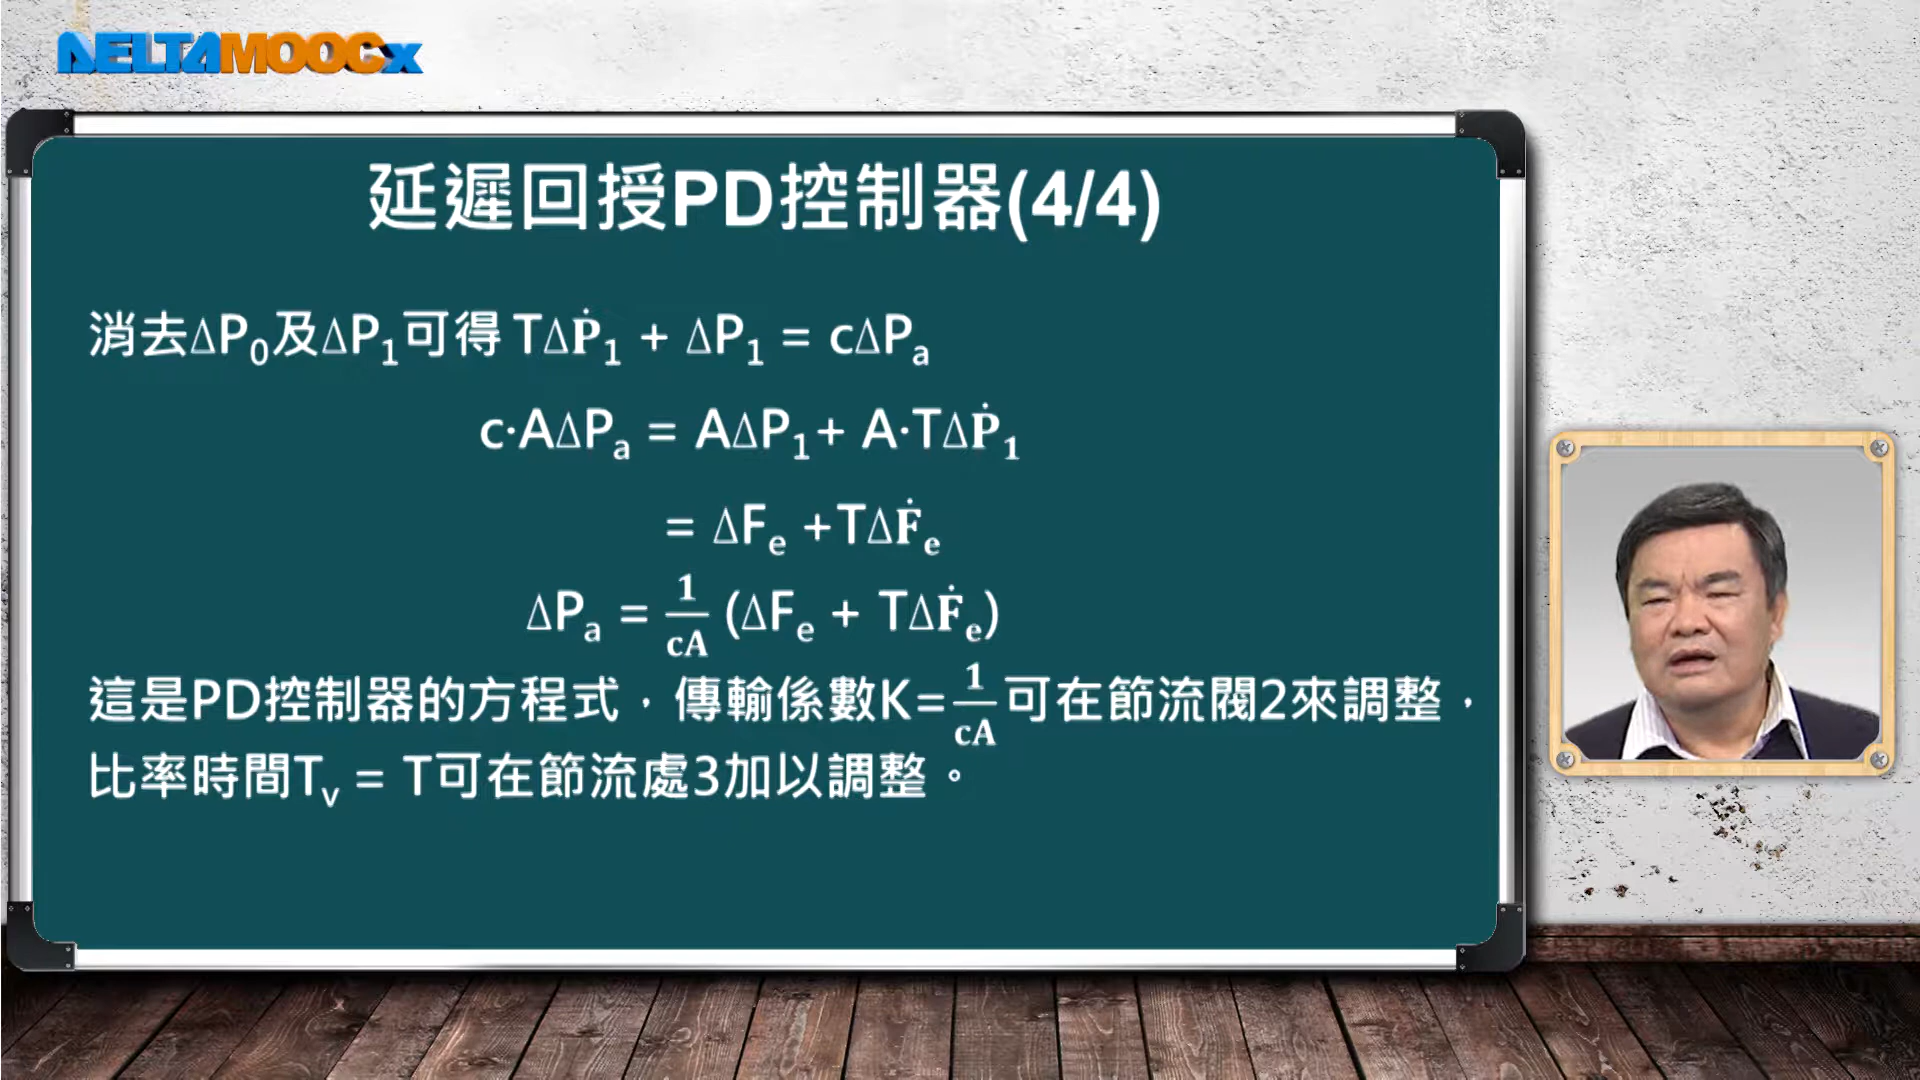 DELTAMOOCx
延遲回授PD控制器(4/4)
消去ΔP₀及ΔP₁可得 TΔṖ₁ + ΔP₁ = cΔPₐ
c·AΔPₐ = AΔP₁+ A·TΔṖ₁
= ΔFₑ +TΔḞₑ
ΔPₐ = 1/cA (ΔFₑ + TΔḞₑ)
這是PD控制器的方程式，傳輸係數K=1/cA可在節流閥2來調整，
比率時間Tᵥ = T可在節流處3加以調整。